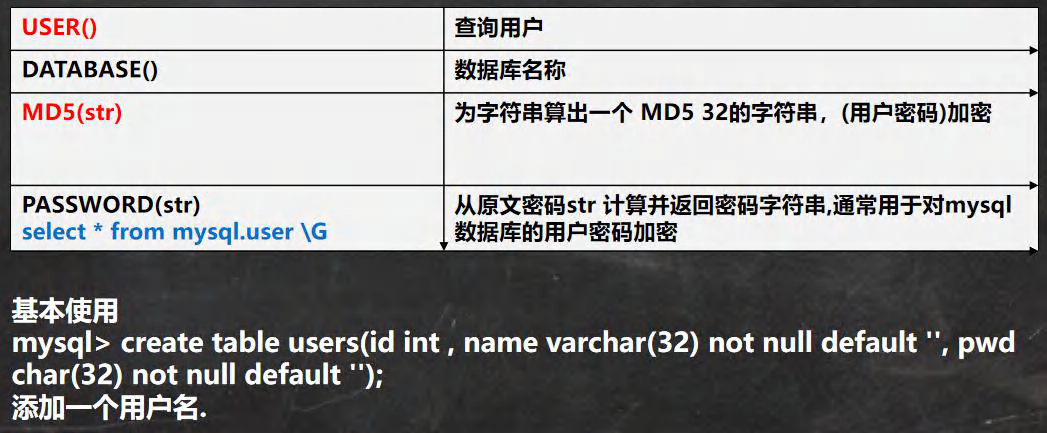 USER()
查询用户
DATABASE()
数据库名称
MD5(str)
为字符串算出一个 MD5 32的字符串，(用户密码)加密
PASSWORD(str)
select * from mysql.user \G
从原文密码str 计算并返回密码字符串,通常用于对mysql
数据库的用户密码加密
基本使用
mysql> create table users(id int , name varchar(32) not null default '', pwd
char(32) not null default '');
添加一个用户名.